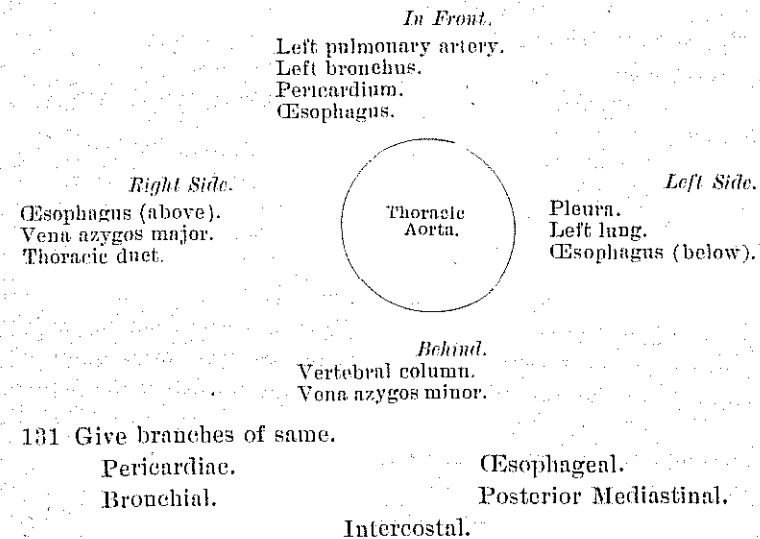 In Front.
Left pulmonary artery.
Left bronchus.
Pericardium.
Œsophagus.
Right Side.
Œsophagus (above).
Vena azygos major.
Thoracic duct.
Thoracic
Aorta.
Left Side.
Pleura.
Left lung.
Œsophagus (below).
Behind.
Vertebral column.
Vena azygos minor.
131 Give branches of same.
Pericardiac. Œsophageal.
Bronchial. Posterior Mediastinal.
Intercostal.